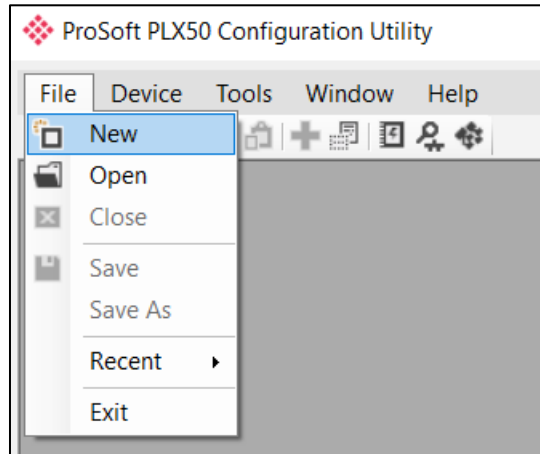 ProSoft PLX50 Configuration Utility
File Device Tools Window Help
New
Open
Close
Save
Save As
Recent
Exit